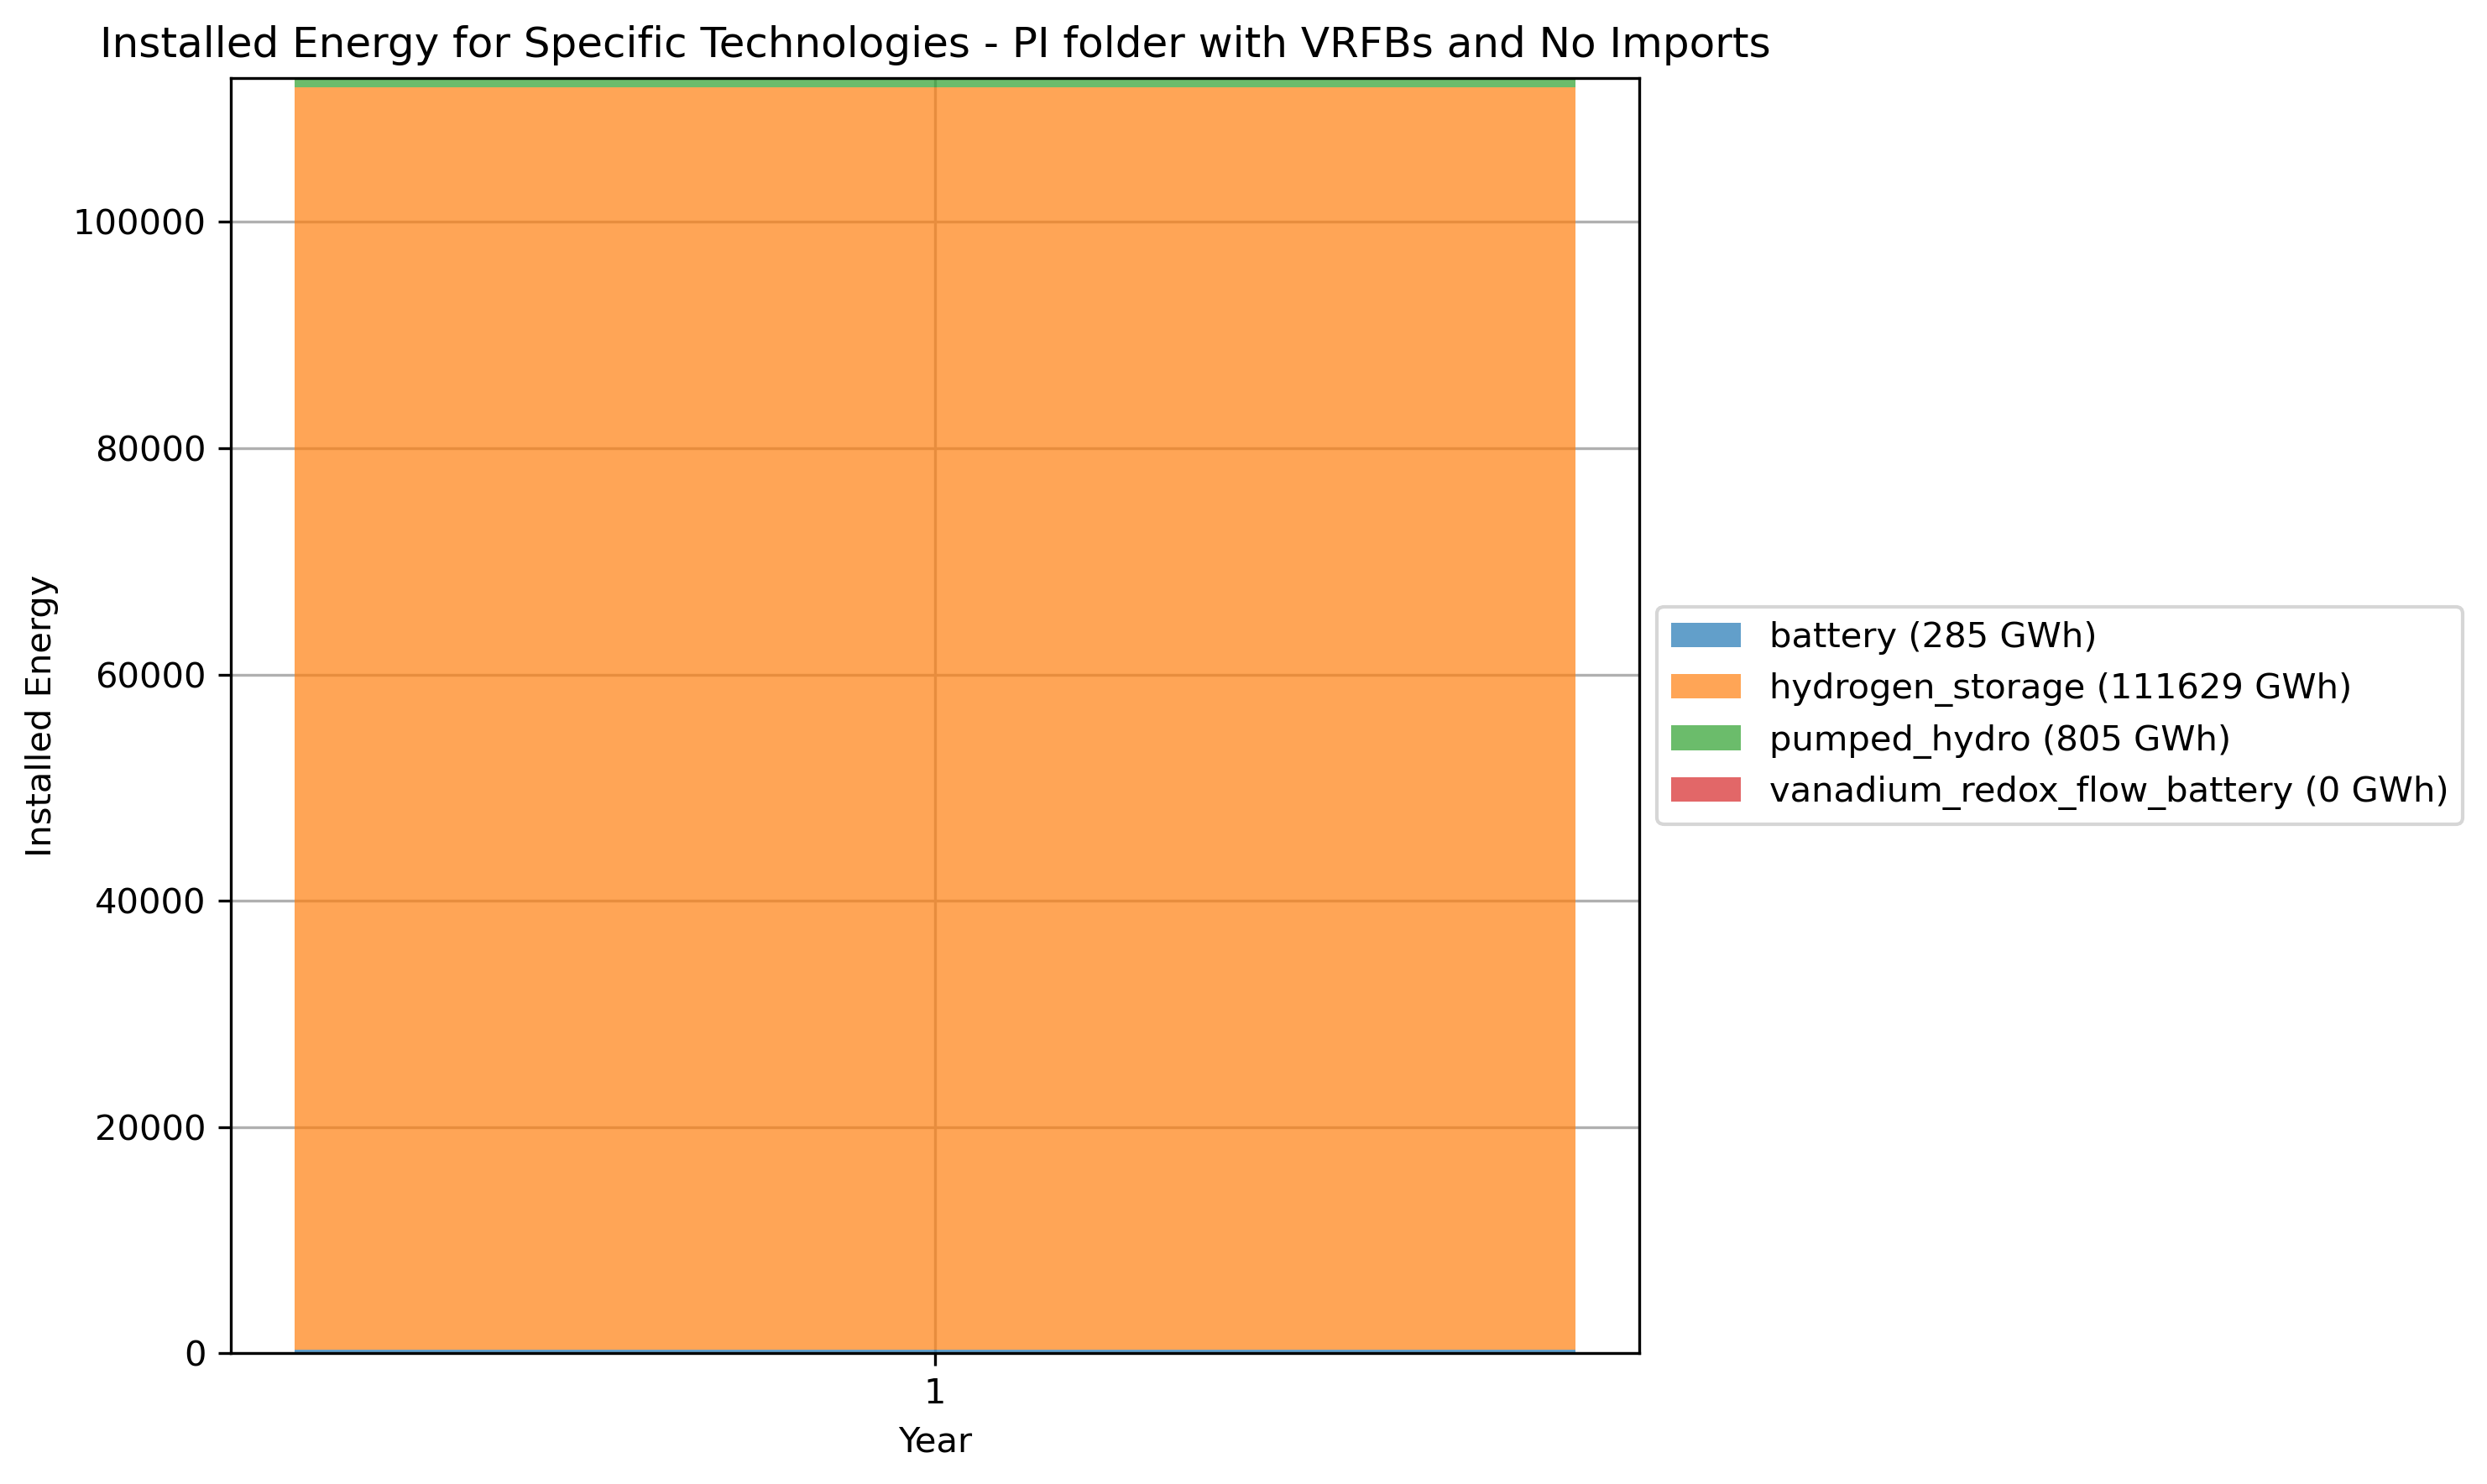 Installed Energy for Specific Technologies - PI folder with VRFBs and No Imports
Installed Energy
100000
80000
60000
40000
20000
0
1
Year
battery (285 GWh)
hydrogen_storage (111629 GWh)
pumped_hydro (805 GWh)
vanadium_redox_flow_battery (0 GWh)